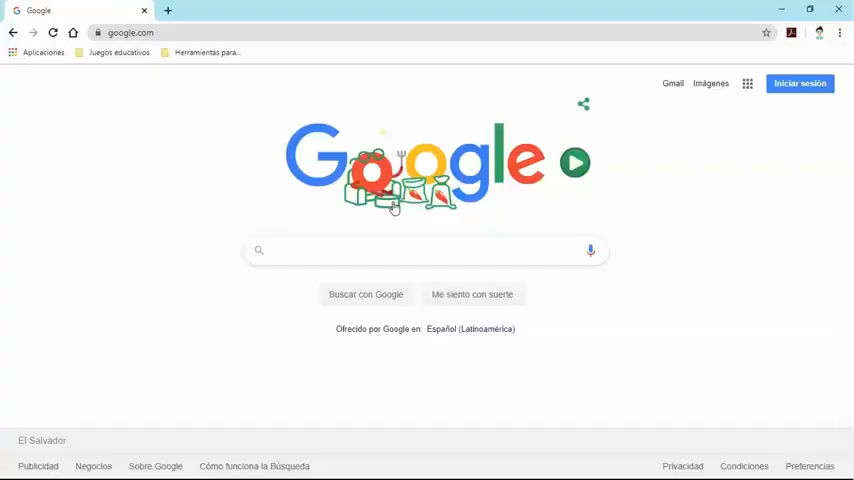 Google
google.com
Aplicaciones
Juegos educativos
Herramientas para...
Gmail
Imágenes
Iniciar sesión
Google
Buscar con Google
Me siento con suerte
Ofrecido por Google en: Español (Latinoamérica)
El Salvador
Publicidad
Negocios
Sobre Google
Cómo funciona la Búsqueda
Privacidad
Condiciones
Preferencias